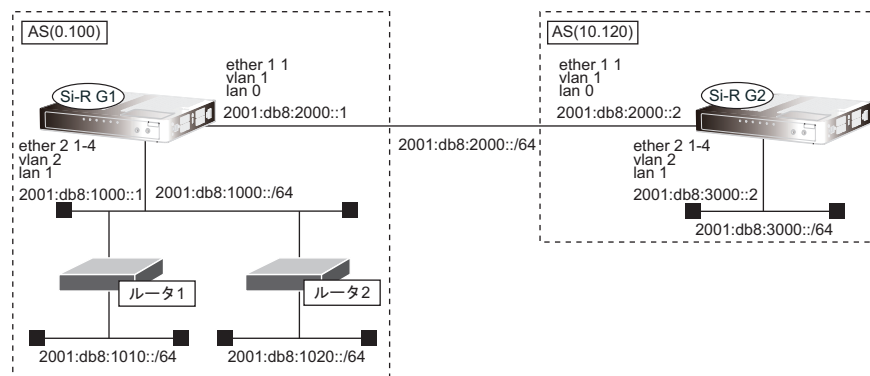 AS(0.100)
ether 1 1
vlan 1
lan 0
Si-R G1
2001:db8:2000::1
ether 2 1-4
vlan 2
lan 1
2001:db8:1000::1
2001:db8:1000::/64
ルータ1
ルータ2
2001:db8:1010::/64
2001:db8:1020::/64
2001:db8:2000::/64
AS(10.120)
ether 1 1
vlan 1
lan 0
Si-R G2
2001:db8:2000::2
ether 2 1-4
vlan 2
lan 1
2001:db8:3000::2
2001:db8:3000::/64